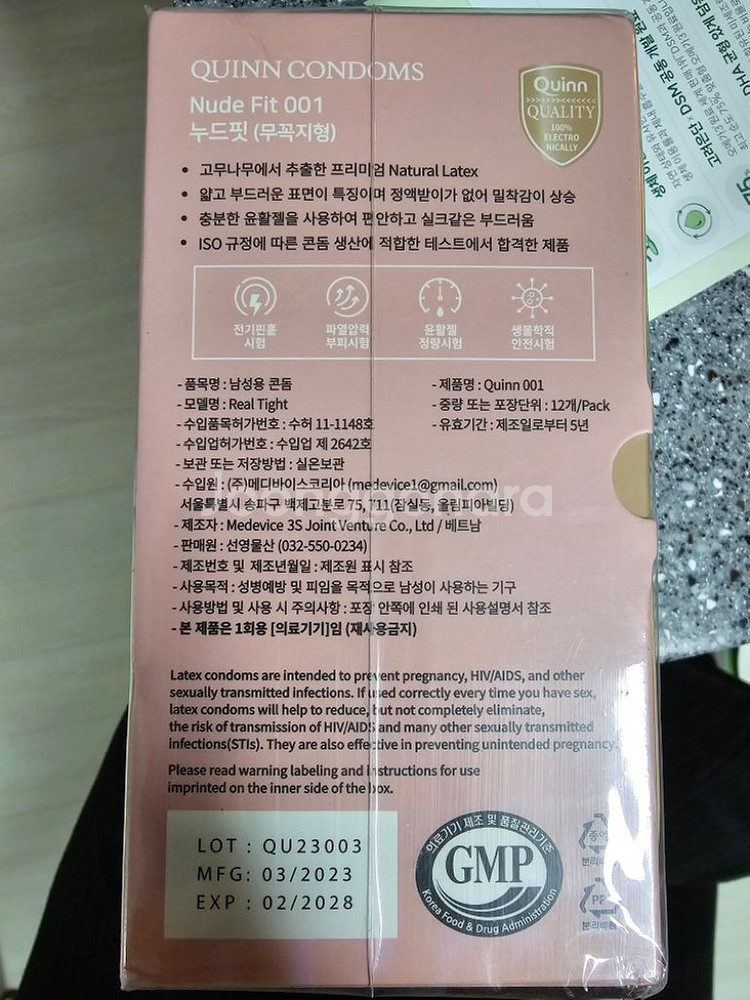 QUINN CONDOMS
Nude Fit 001
누드핏 (무꼭지형)
Quinn
QUALITY
100%
ELECTRO
NICALLY
• 고무나무에서 추출한 프리미엄 Natural Latex
• 얇고 부드러운 표면이 특징이며 정액받이가 없어 밀착감이 상승
• 충분한 윤활젤을 사용하여 편안하고 실크같은 부드러움
• ISO 규정에 따른 콘돔 생산에 적합한 테스트에서 합격한 제품
전기핀홀
시험
파열압력
부피시험
윤활젤
정량시험
생물학적
안전시험
- 품목명 : 남성용 콘돔
- 모델명 : Real Tight
- 수입품목허가번호 : 수허 11-1148호
- 수입업허가번호 : 수입업 제 2642호
- 보관 또는 저장방법 : 실온보관
- 제품명 : Quinn 001
- 중량 또는 포장단위 : 12개/Pack
- 유효기간 : 제조일로부터 5년
- 수입원 : (주)메디바이스코리아 (medevice1@gmail.com)
서울특별시 송파구 백제고분로 75, 711 (잠실동, 올림피아빌딩)
- 제조자 : Medevice 3S Joint Venture Co., Ltd / 베트남
- 판매원 : 선영물산 (032-550-0234)
- 제조번호 및 제조년월일 : 제조원 표시 참조
- 사용목적 : 성병예방 및 피임을 목적으로 남성이 사용하는 기구
- 사용방법 및 사용 시 주의사항 : 포장 안쪽에 인쇄 된 사용설명서 참조
- 본 제품은 1회용 [의료기기]임 (재사용금지)
Latex condoms are intended to prevent pregnancy, HIV/AIDS, and other
sexually transmitted infections. If used correctly every time you have sex,
latex condoms will help to reduce, but not completely eliminate,
the risk of transmission of HIV/AIDS and many other sexually transmitted
infections(STIs). They are also effective in preventing unintended pregnancy.
Please read warning labeling and instructions for use
imprinted on the inner side of the box.
LOT : QU23003
MFG: 03/2023
EXP : 02/2028
의료기기 제조 및 품질관리기준
GMP
Korea Food & Drug Administration
분리배출
PP
분리배출
고려은단 × DSM